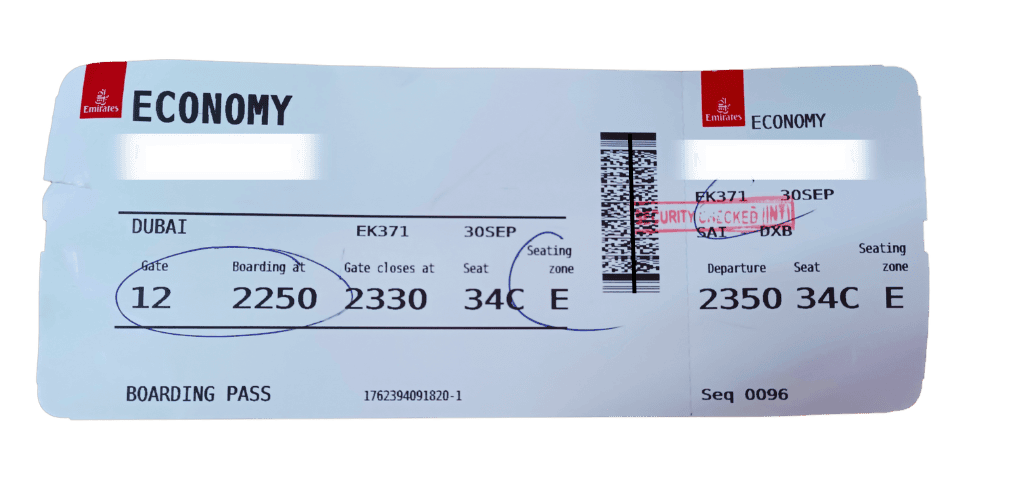 Emirates
ECONOMY
DUBAI EK371 30SEP
Gate Boarding at Gate closes at Seat Seating zone
12 2250 2330 34C E
BOARDING PASS 1762394091820-1
Emirates
ECONOMY
EK371 30SEP
SECURITY CHECKED (INT)
SAI DXB
Departure Seat Seating zone
2350 34C E
Seq 0096